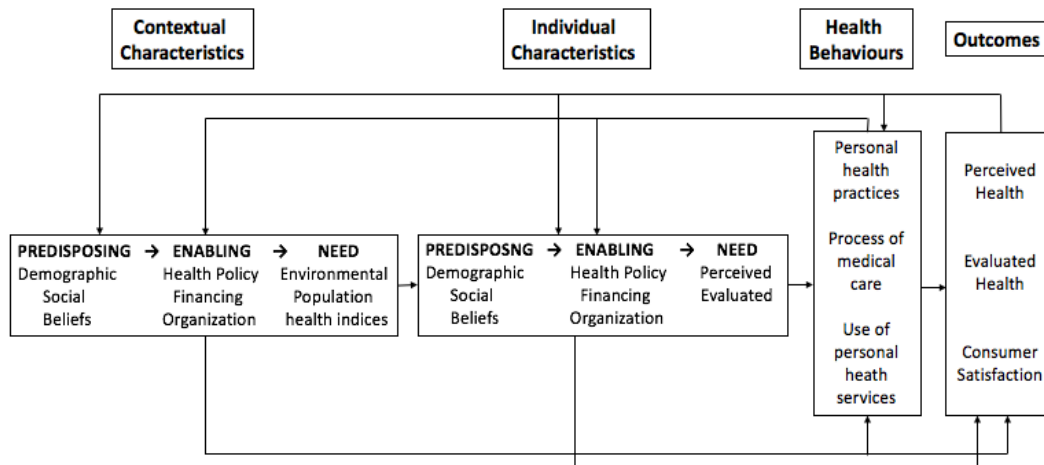 Contextual
Characteristics
Individual
Characteristics
Health
Behaviours
Outcomes
PREDISPOSING → ENABLING → NEED
Demographic Health Policy Environmental
Social Financing Population
Beliefs Organization health indices
PREDISPOSNG → ENABLING → NEED
Demographic Health Policy Perceived
Social Financing Evaluated
Beliefs Organization
Personal
health
practices
Process of
medical
care
Use of
personal
heath
services
Perceived
Health
Evaluated
Health
Consumer
Satisfaction